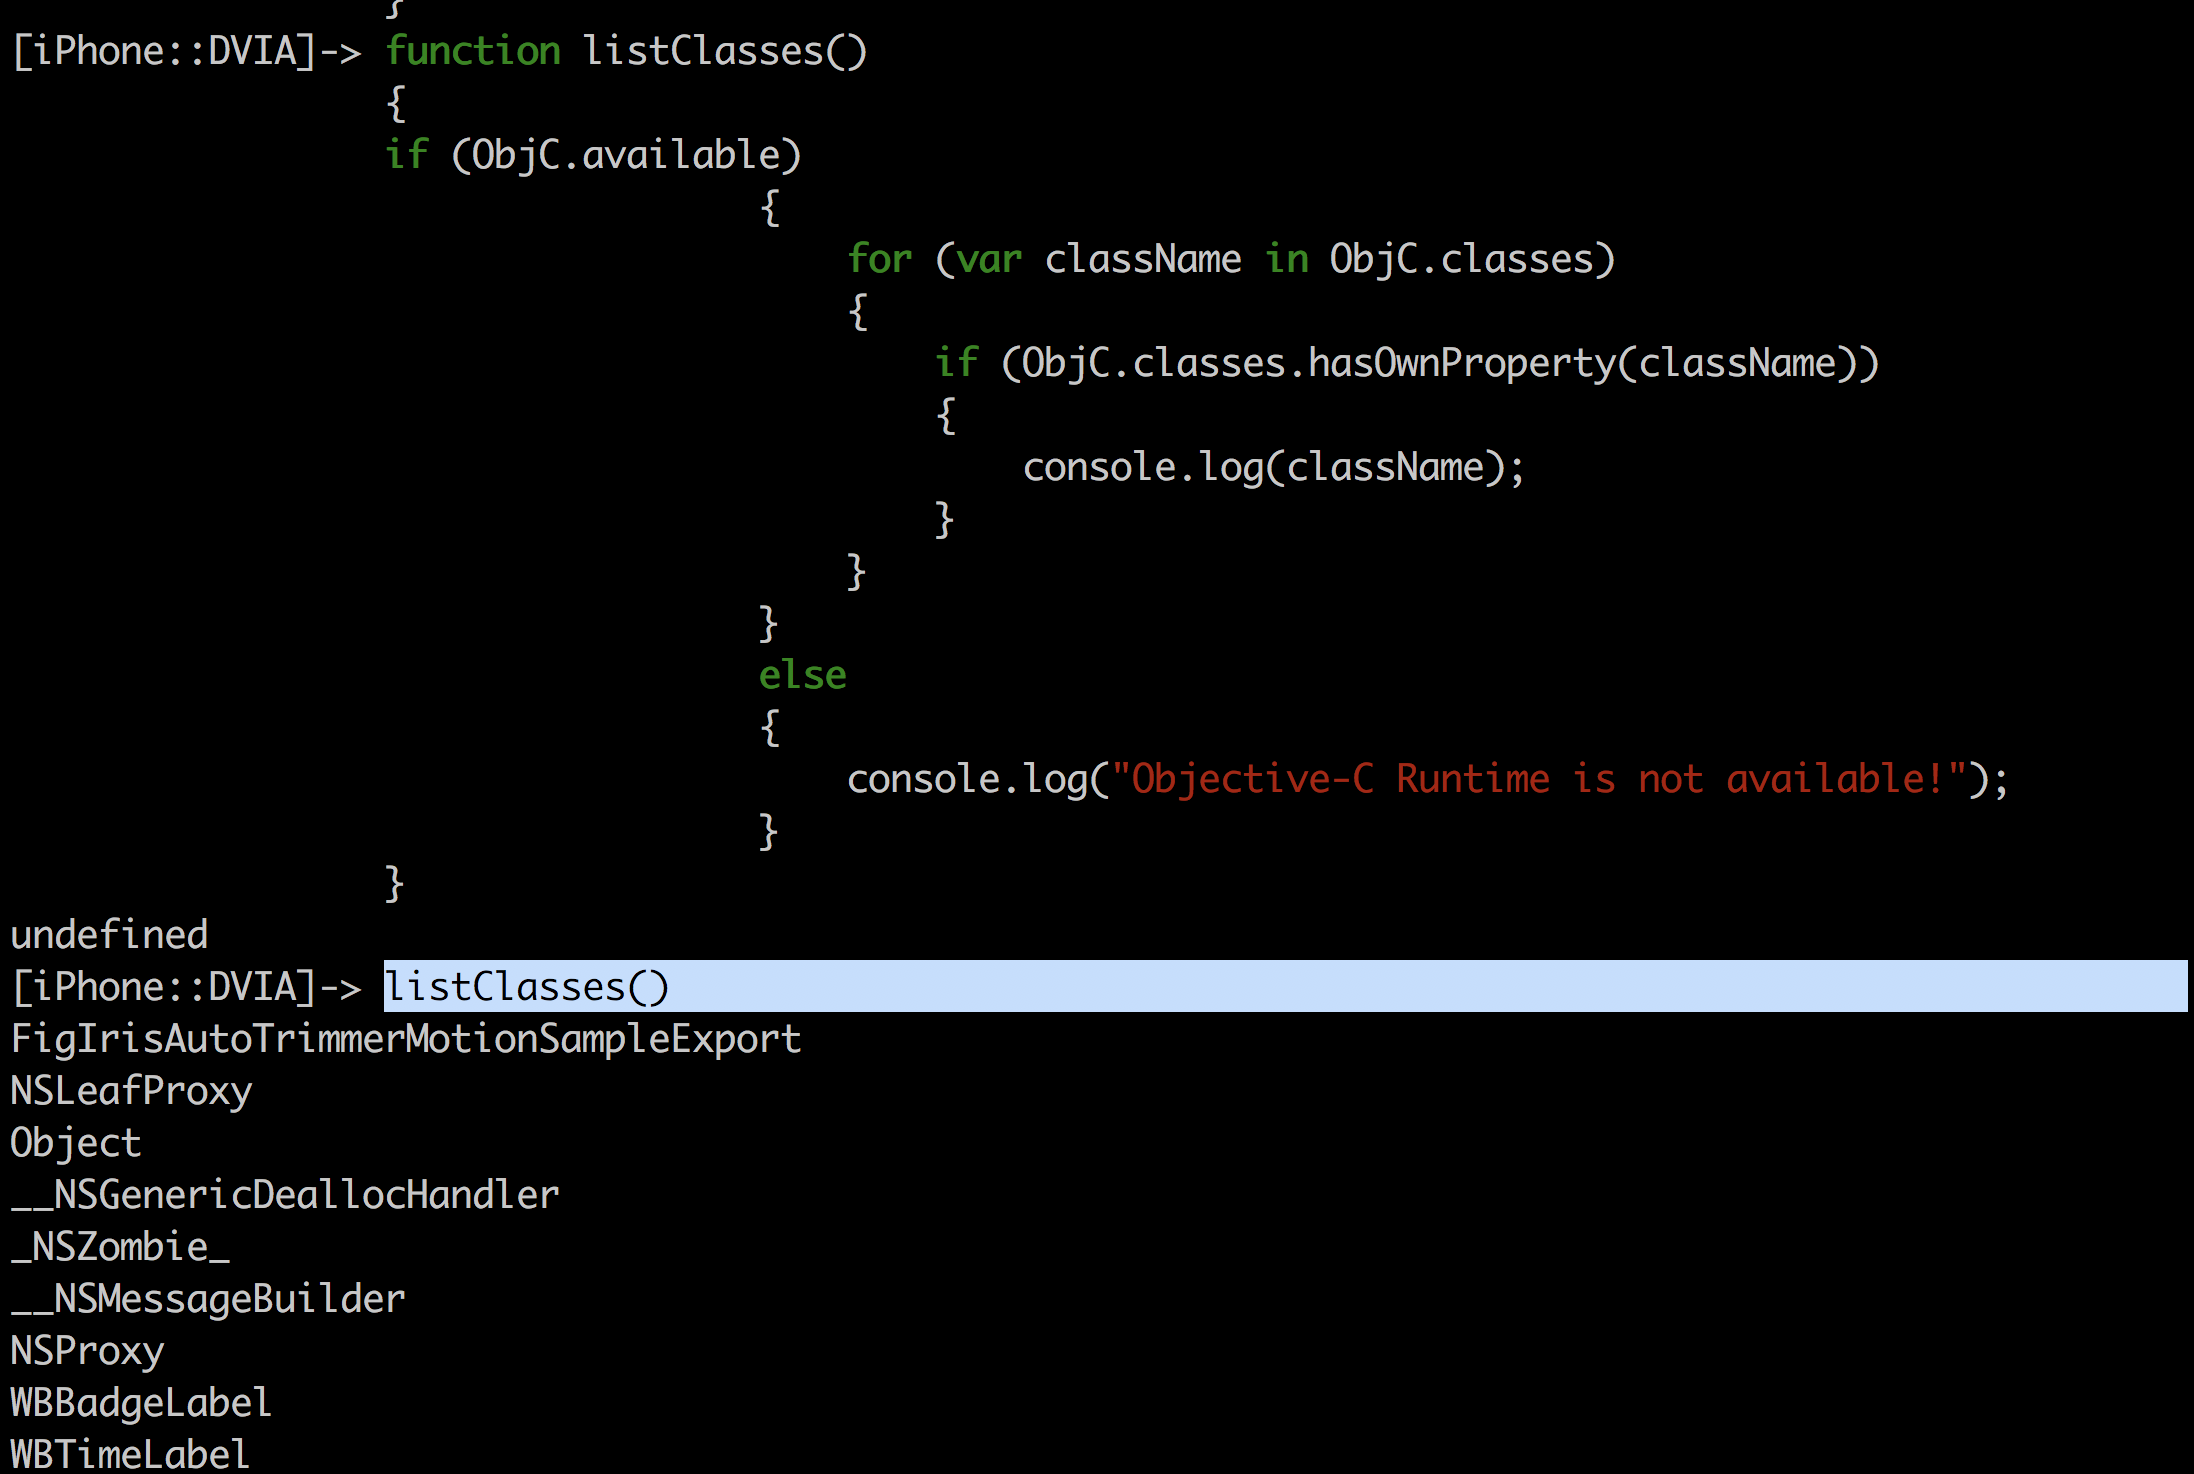 }
[iPhone::DVIA]-> function listClasses()
{
if (ObjC.available)
{
for (var className in ObjC.classes)
{
if (ObjC.classes.hasOwnProperty(className))
{
console.log(className);
}
}
}
else
{
console.log("Objective-C Runtime is not available!");
}
}
undefined
[iPhone::DVIA]-> listClasses()
FigIrisAutoTrimmerMotionSampleExport
NSLeafProxy
Object
__NSGenericDeallocHandler
_NSZombie_
__NSMessageBuilder
NSProxy
WBBadgeLabel
WBTimeLabel